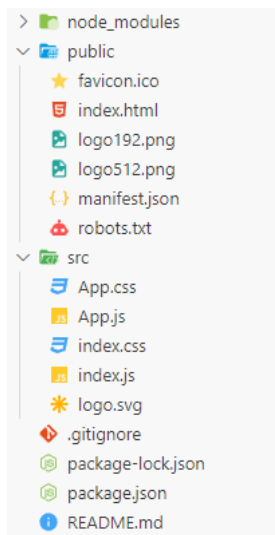 node_modules
public
favicon.ico
index.html
logo192.png
logo512.png
manifest.json
robots.txt
src
App.css
App.js
index.css
index.js
logo.svg
.gitignore
package-lock.json
package.json
README.md